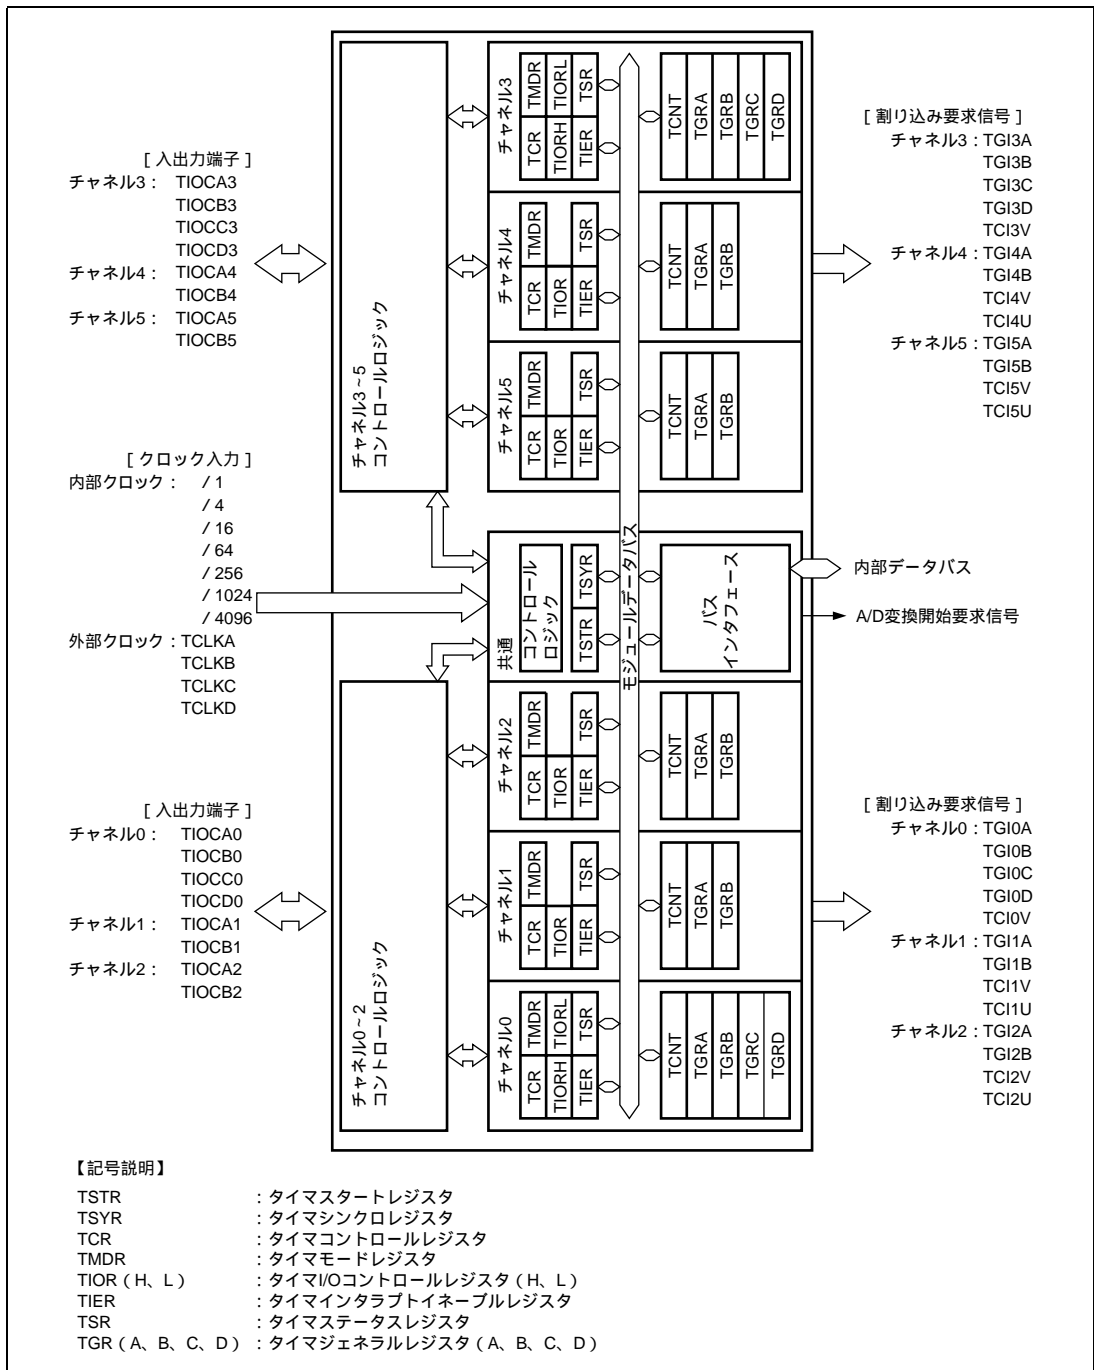 [ 入出力端子 ]
チャネル3： TIOCA3
TIOCB3
TIOCC3
TIOCD3
チャネル4： TIOCA4
TIOCB4
チャネル5： TIOCA5
TIOCB5
[ クロック入力 ]
内部クロック： / 1
/ 4
/ 16
/ 64
/ 256
/ 1024
/ 4096
外部クロック：TCLKA
TCLKB
TCLKC
TCLKD
[ 入出力端子 ]
チャネル0： TIOCA0
TIOCB0
TIOCC0
TIOCD0
チャネル1： TIOCA1
TIOCB1
チャネル2： TIOCA2
TIOCB2
チャネル3～5
コントロールロジック
チャネル0～2
コントロールロジック
チャネル3
TCR TMDR
TIORH TIORL
TIER TSR
TCNT
TGRA
TGRB
TGRC
TGRD
チャネル4
TCR TMDR
TIOR
TIER TSR
TCNT
TGRA
TGRB
チャネル5
TCR TMDR
TIOR
TIER TSR
TCNT
TGRA
TGRB
共通
コントロール
ロジック
TSTR TSYR
モジュールデータバス
バス
インタフェース
チャネル2
TCR TMDR
TIOR
TIER TSR
TCNT
TGRA
TGRB
チャネル1
TCR TMDR
TIOR
TIER TSR
TCNT
TGRA
TGRB
チャネル0
TCR TMDR
TIORH TIORL
TIER TSR
TCNT
TGRA
TGRB
TGRC
TGRD
[ 割り込み要求信号 ]
チャネル3：TGI3A
TGI3B
TGI3C
TGI3D
TCI3V
チャネル4：TGI4A
TGI4B
TCI4V
TCI4U
チャネル5：TGI5A
TGI5B
TCI5V
TCI5U
内部データバス
A/D変換開始要求信号
[ 割り込み要求信号 ]
チャネル0：TGI0A
TGI0B
TGI0C
TGI0D
TCI0V
チャネル1：TGI1A
TGI1B
TCI1V
TCI1U
チャネル2：TGI2A
TGI2B
TCI2V
TCI2U
【記号説明】
TSTR ：タイマスタートレジスタ
TSYR ：タイマシンクロレジスタ
TCR ：タイマコントロールレジスタ
TMDR ：タイマモードレジスタ
TIOR（H、L） ：タイマI/Oコントロールレジスタ（H、L）
TIER ：タイマインタラプトイネーブルレジスタ
TSR ：タイマステータスレジスタ
TGR（A、B、C、D）：タイマジェネラルレジスタ（A、B、C、D）